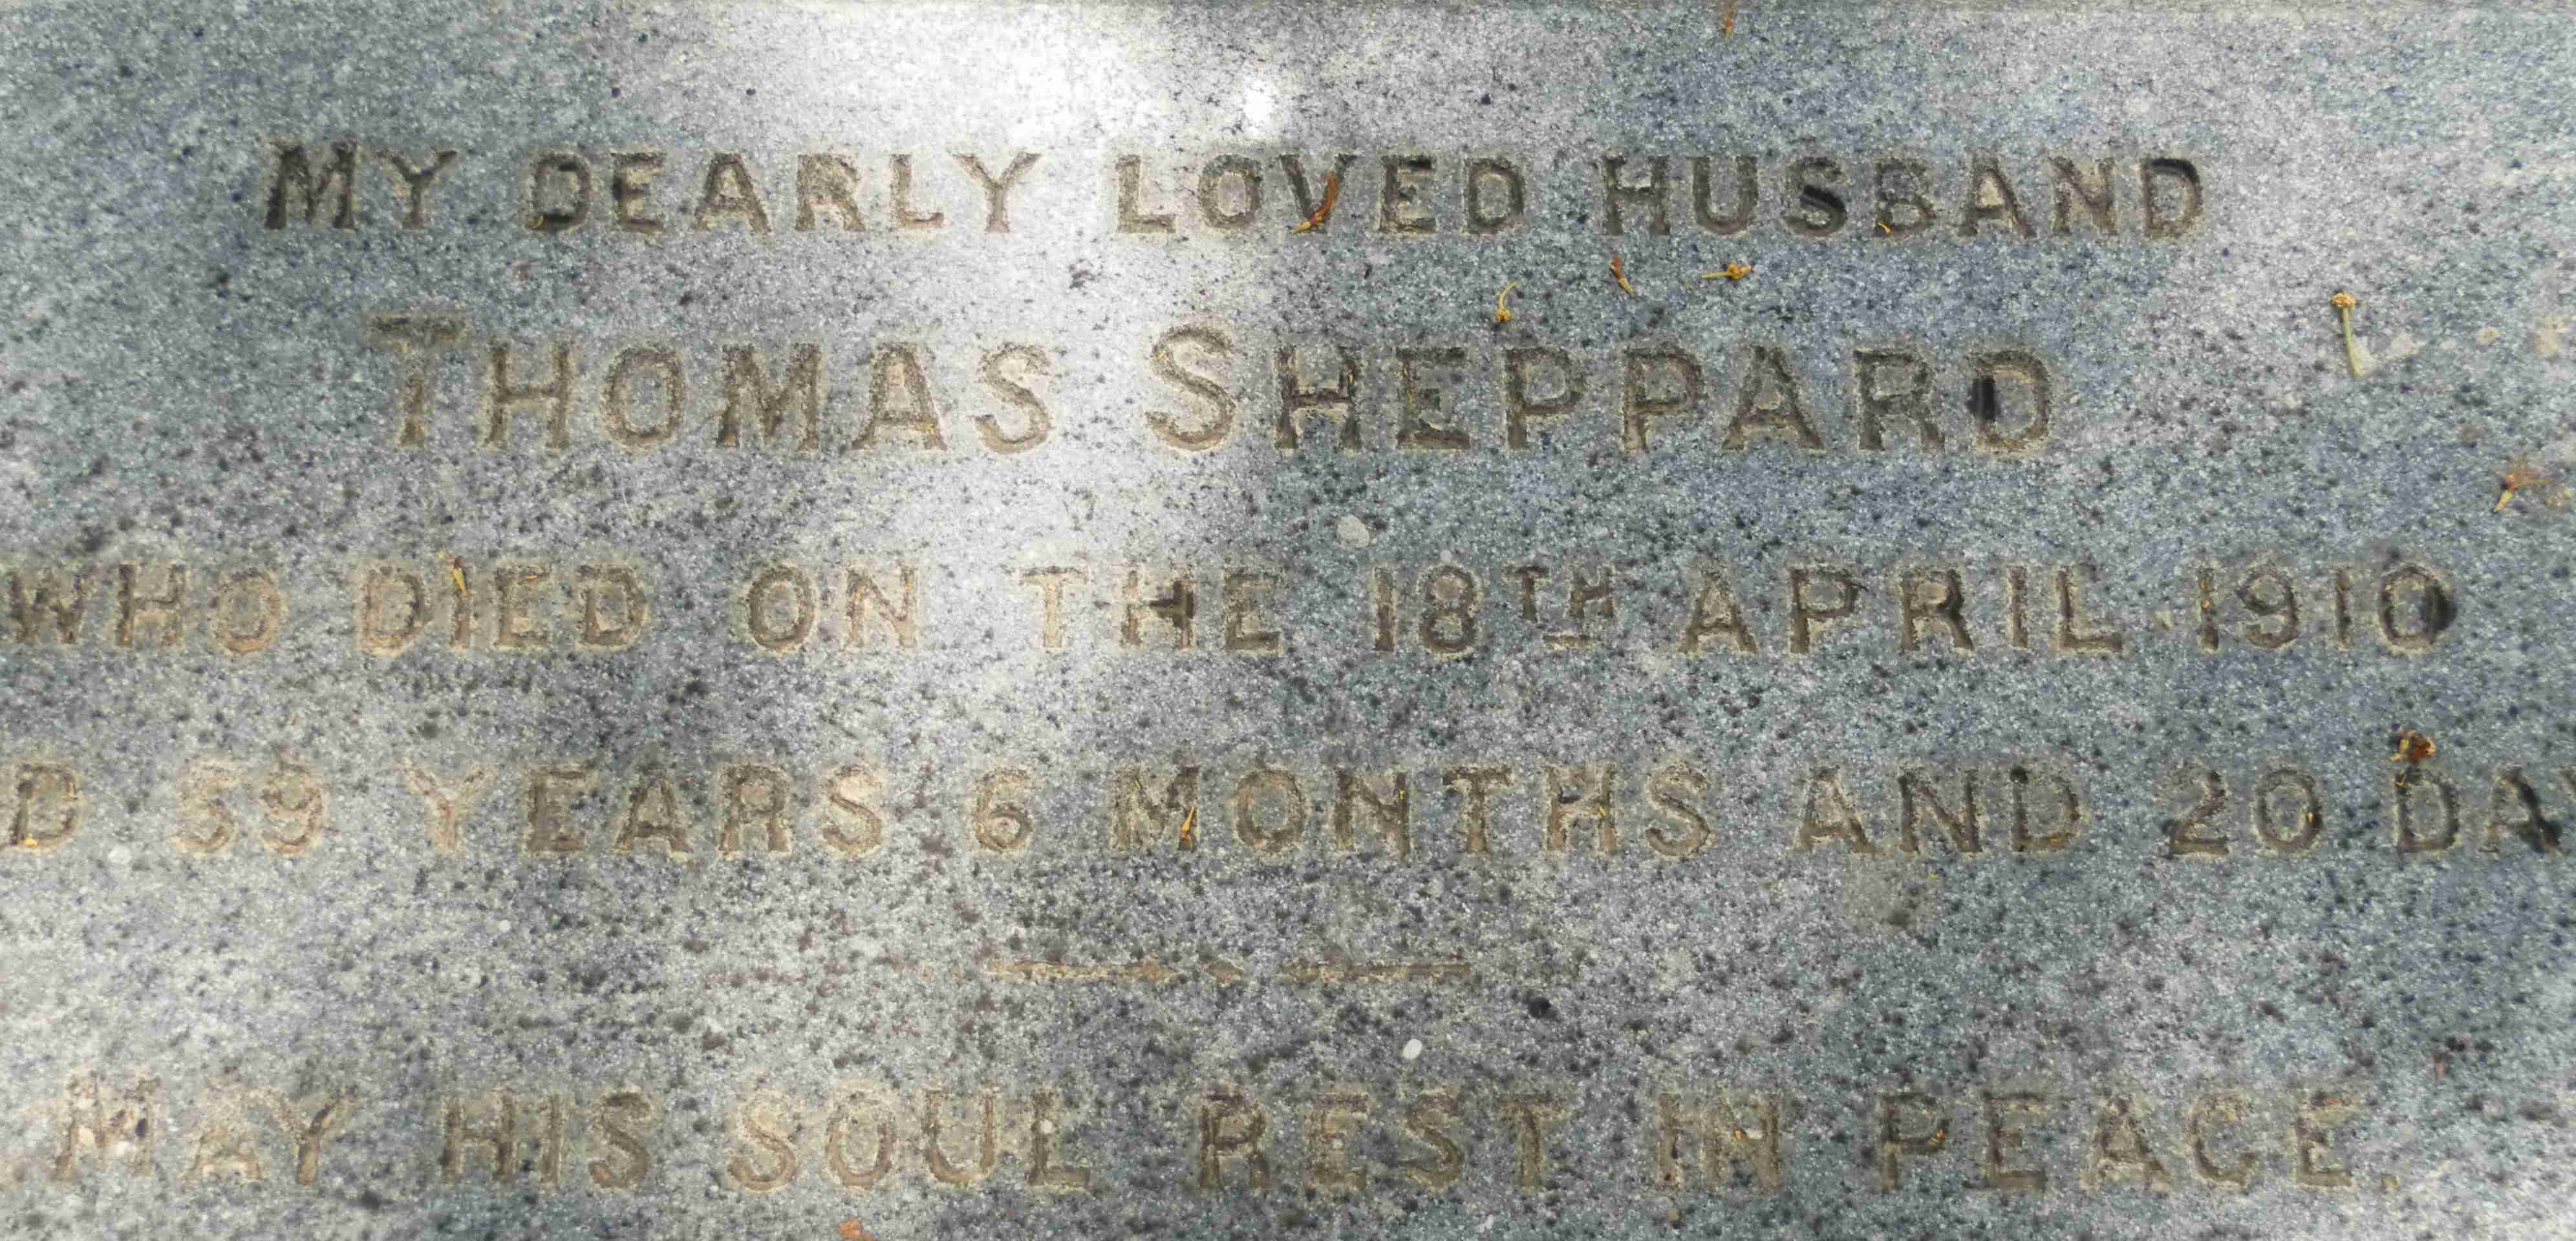 MY DEARLY LOVED HUSBAND
THOMAS SHEPPARD
WHO DIED ON THE 18TH APRIL 1910
D 59 YEARS 6 MONTHS AND 20 DA
MAY HIS SOUL REST IN PEACE.